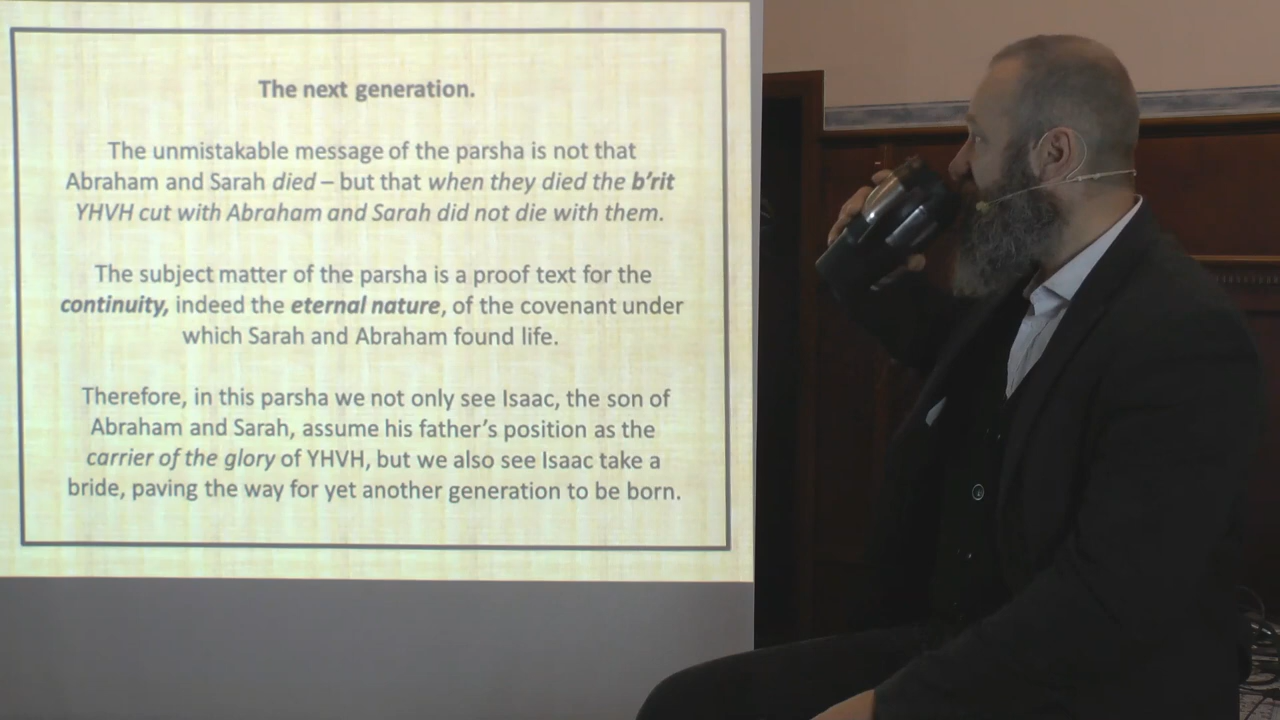 The next generation.
The unmistakable message of the parsha is not that
Abraham and Sarah died – but that when they died the b'rit
YHVH cut with Abraham and Sarah did not die with them.
The subject matter of the parsha is a proof text for the
continuity, indeed the eternal nature, of the covenant under
which Sarah and Abraham found life.
Therefore, in this parsha we not only see Isaac, the son of
Abraham and Sarah, assume his father's position as the
carrier of the glory of YHVH, but we also see Isaac take a
bride, paving the way for yet another generation to be born.